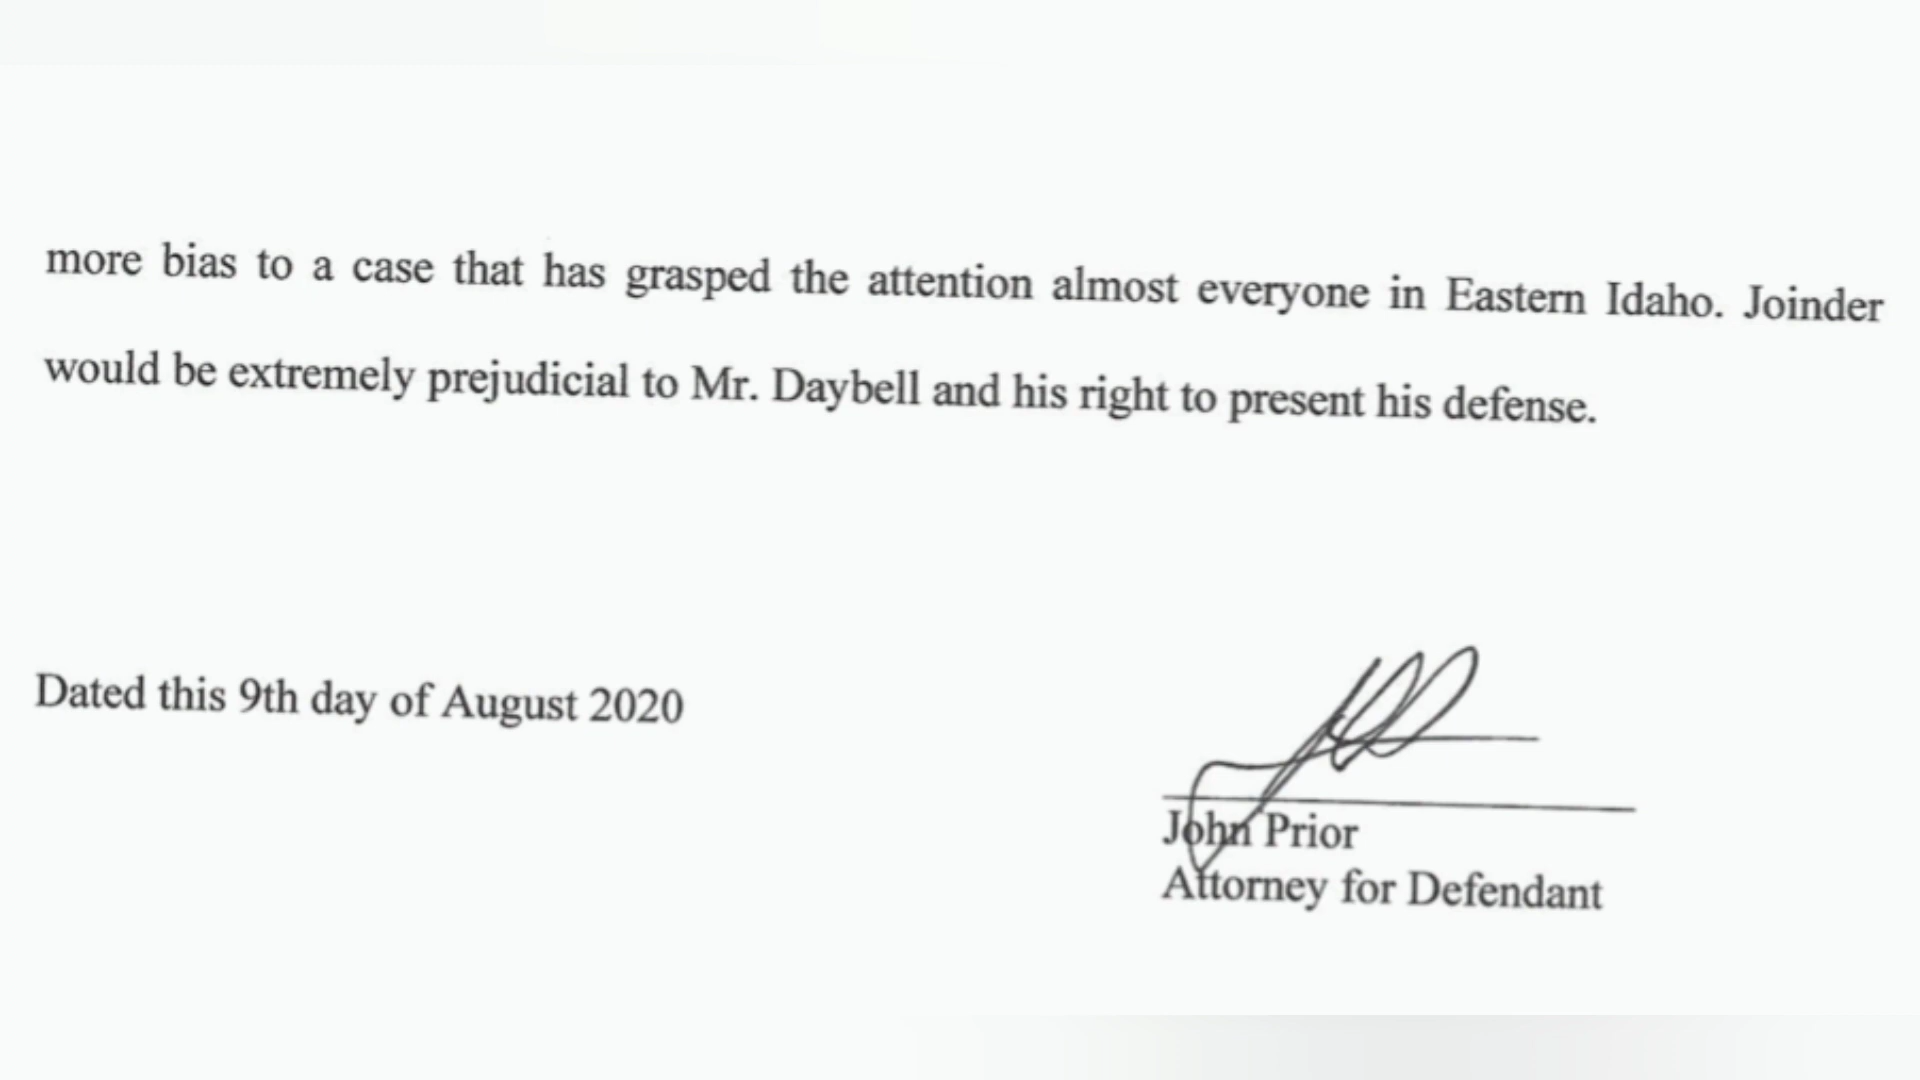 more bias to a case that has grasped the attention almost everyone in Eastern Idaho. Joinder
would be extremely prejudicial to Mr. Daybell and his right to present his defense.
Dated this 9th day of August 2020
John Prior
Attorney for Defendant